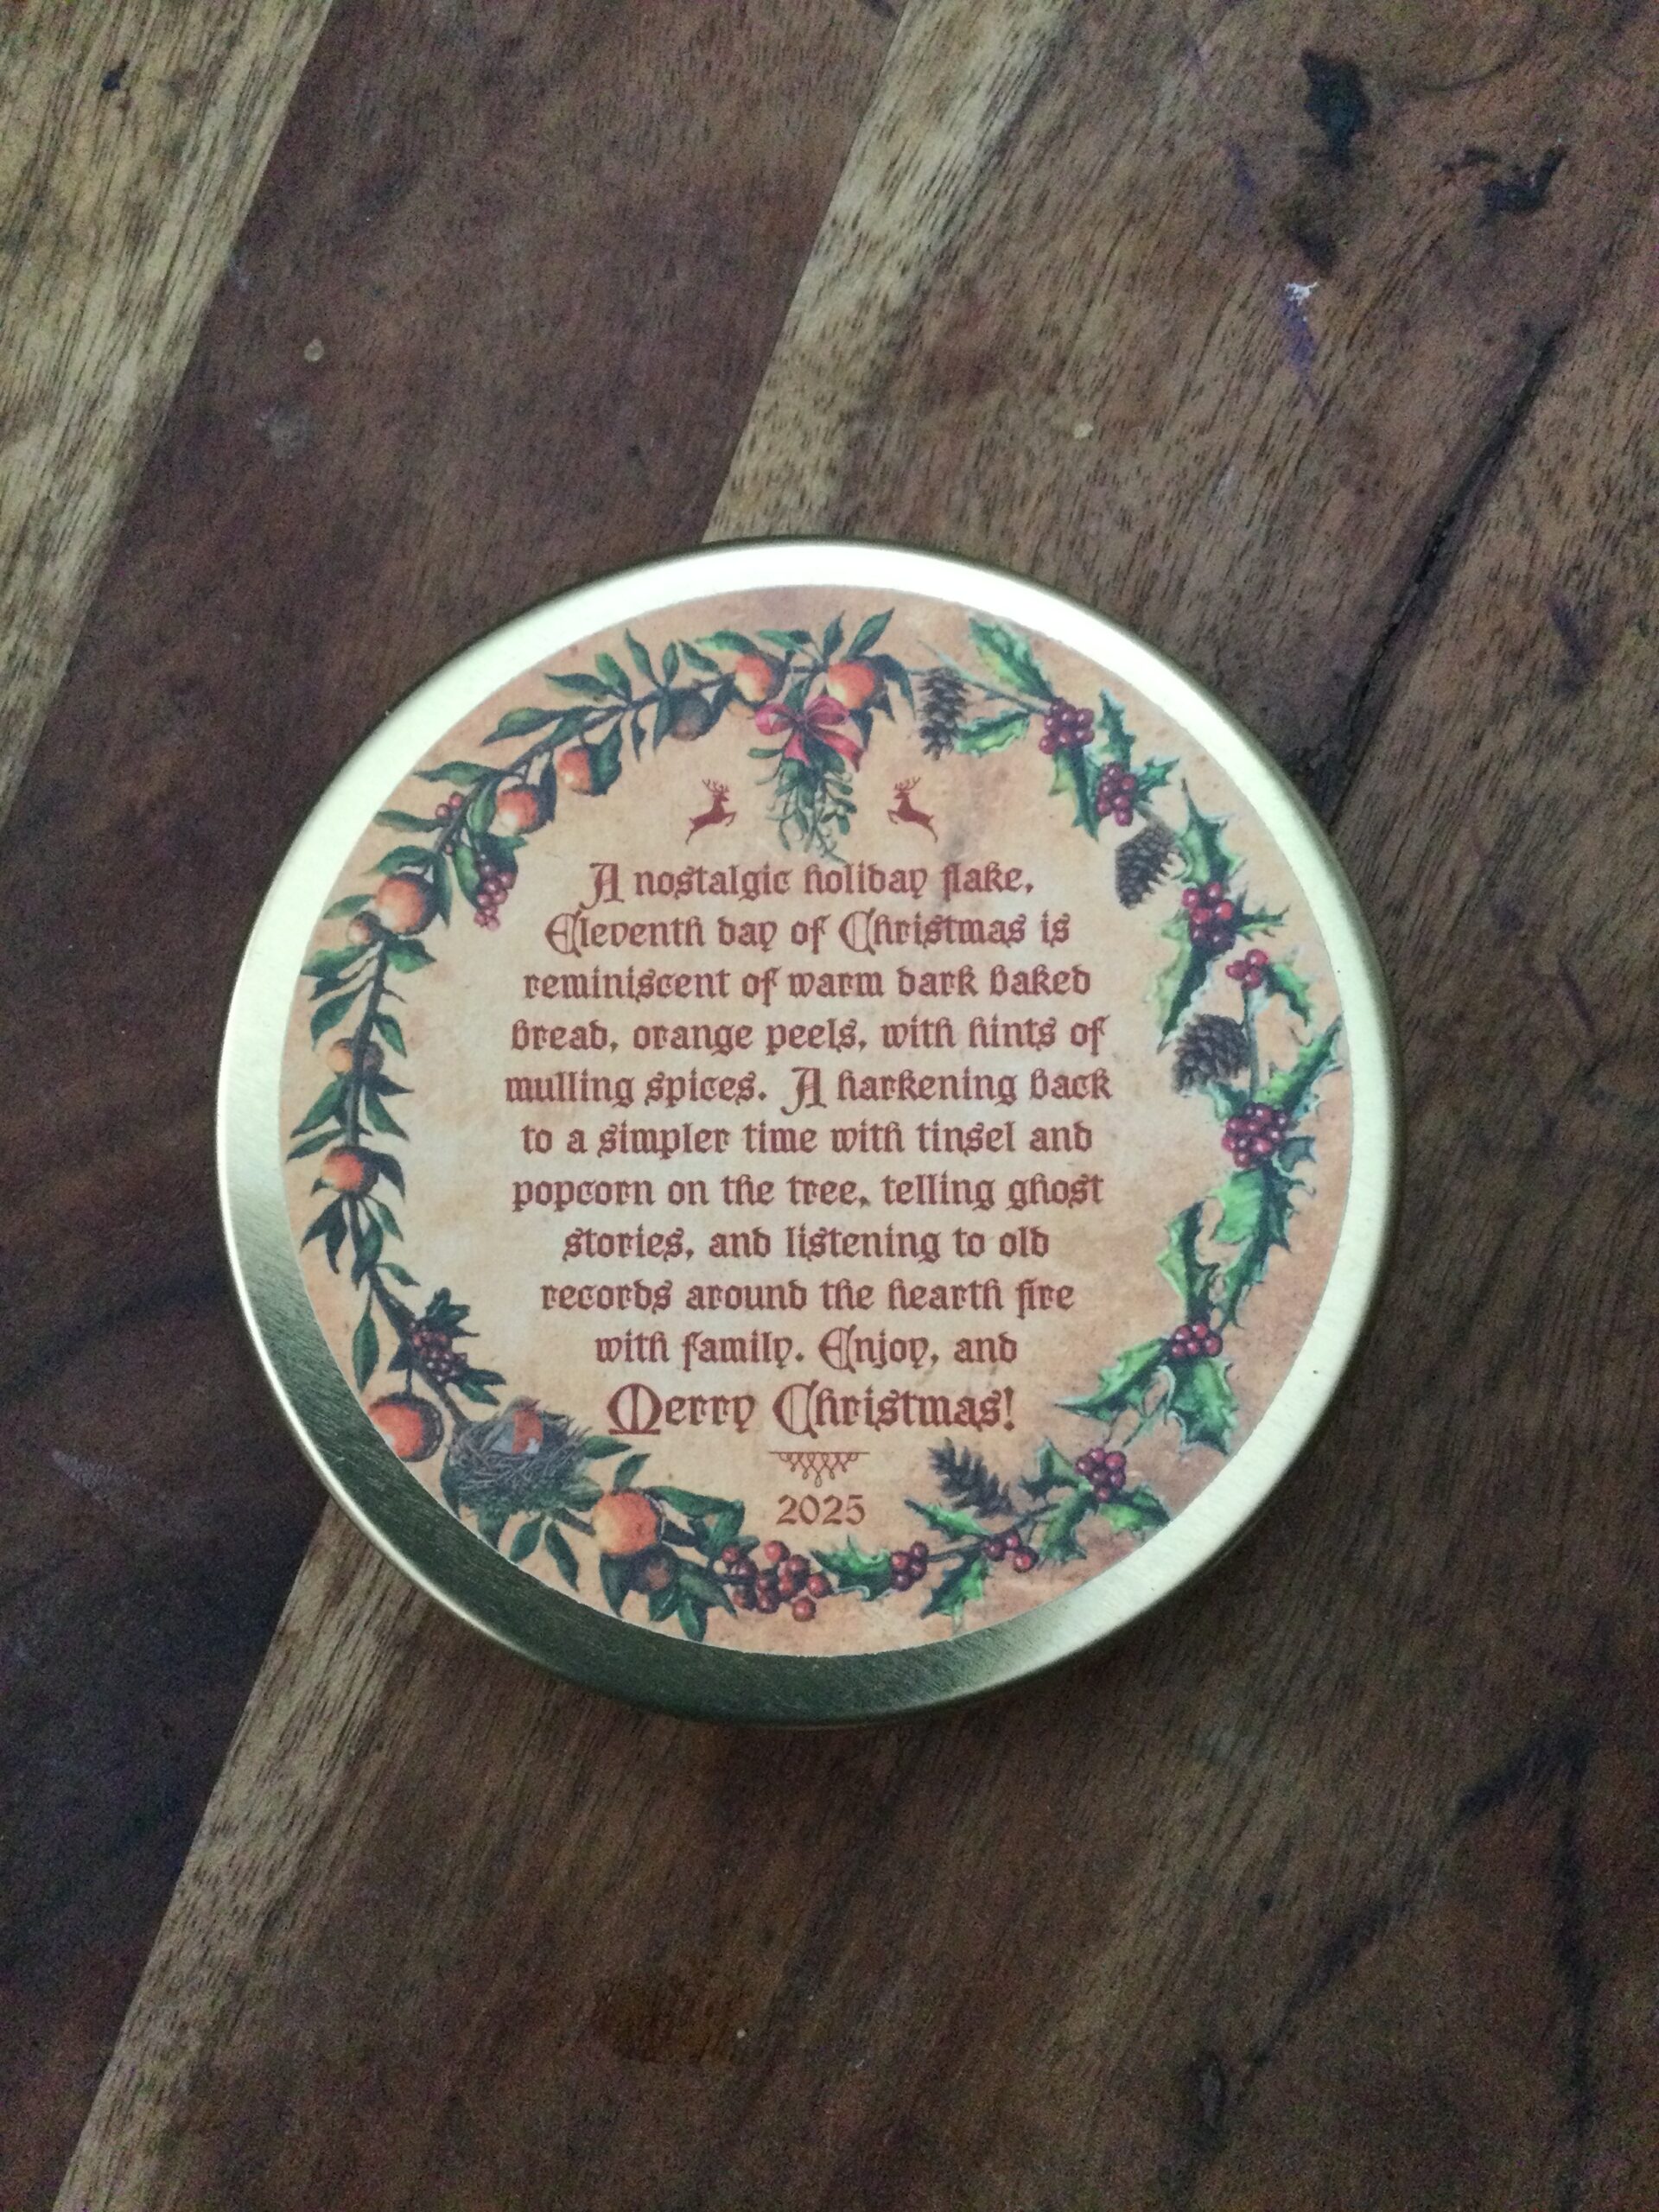 A nostalgic holiday flake,
Eleventh day of Christmas is
reminiscent of warm dark baked
bread, orange peels, with hints of
mulling spices. A harkening back
to a simpler time with tinsel and
popcorn on the tree, telling ghost
stories, and listening to old
records around the hearth fire
with family. Enjoy, and
Merry Christmas!
2025